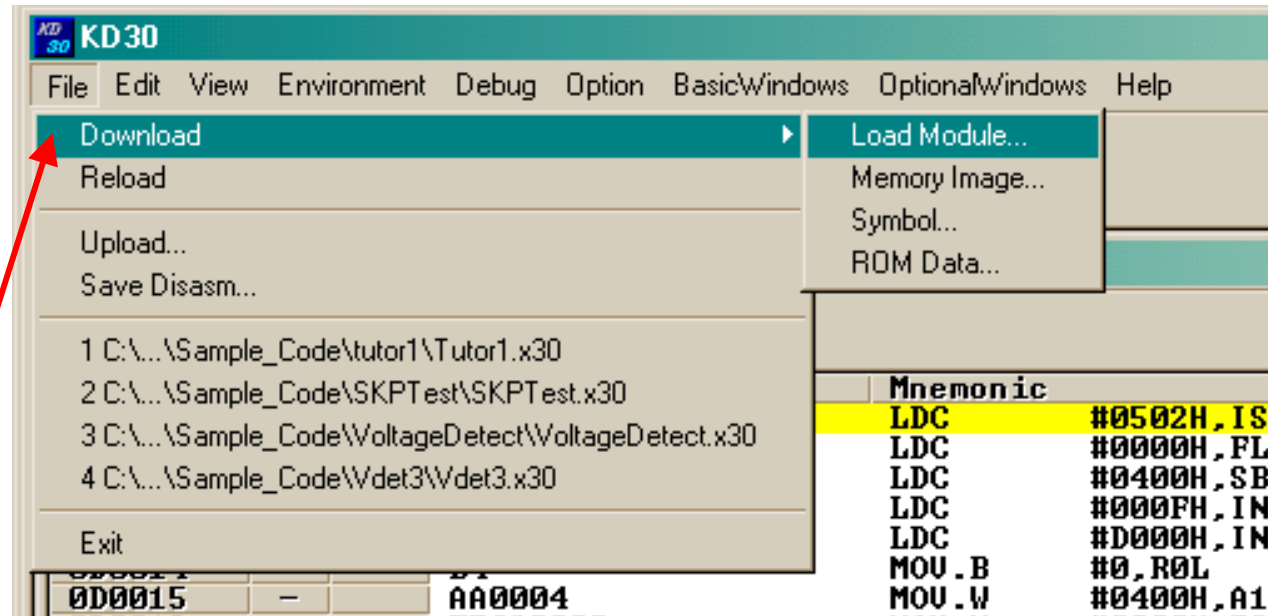 KD 30 KD30
File Edit View Environment Debug Option BasicWindows OptionalWindows Help
Download
Load Module...
Reload
Memory Image...
Symbol...
Upload...
ROM Data...
Save Disasm...
1 C:\...\Sample_Code\tutor1\Tutor1.x30
2 C:\...\Sample_Code\SKPTest\SKPTest.x30
3 C:\...\Sample_Code\VoltageDetect\VoltageDetect.x30
4 C:\...\Sample_Code\Vdet3\Vdet3.x30
Exit
Mnemonic
LDC #0502H,IS
LDC #0000H,FL
LDC #0400H,SB
LDC #000FH,IN
LDC #D000H,IN
MOV.B #0,R0L
0D0015 – AA0004 MOV.W #0400H,A1